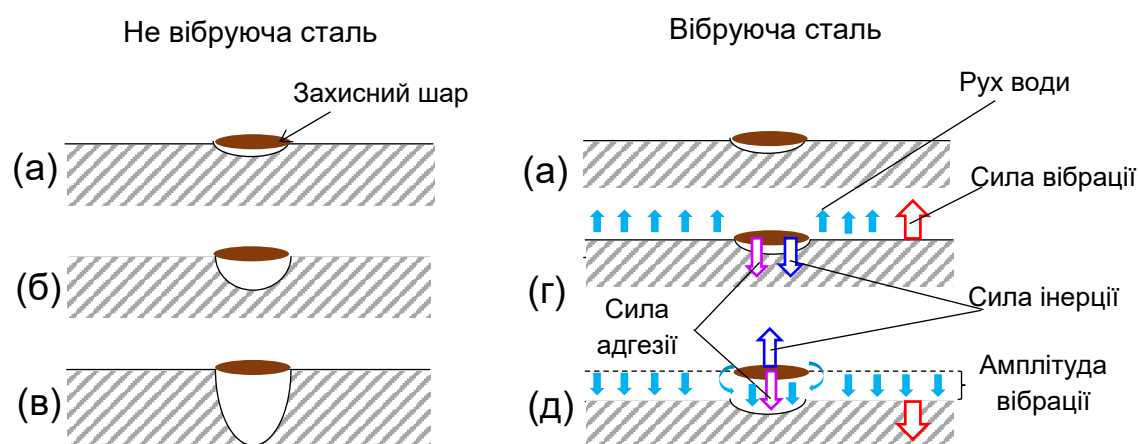 Не вібруюча сталь
Вібруюча сталь
Захисний шар
Рух води
(а)
(а)
Сила вібрації
(б)
(г)
Сила
адгезії
Сила інерції
(в)
(д)
Амплітуда
вібрації